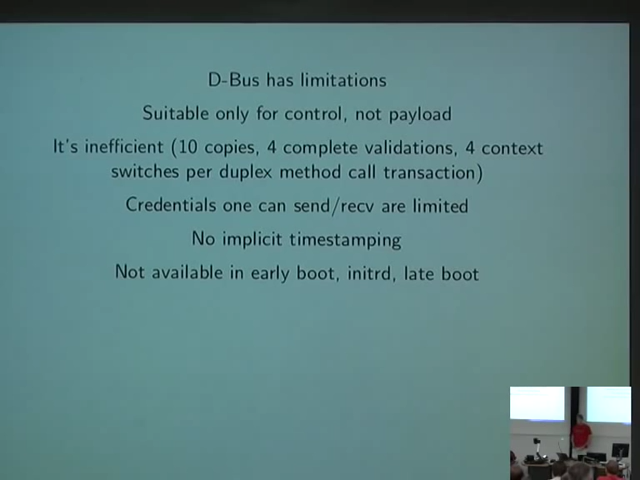 D-Bus has limitations
Suitable only for control, not payload
It's inefficient (10 copies, 4 complete validations, 4 context
switches per duplex method call transaction)
Credentials one can send/recv are limited
No implicit timestamping
Not available in early boot, initrd, late boot